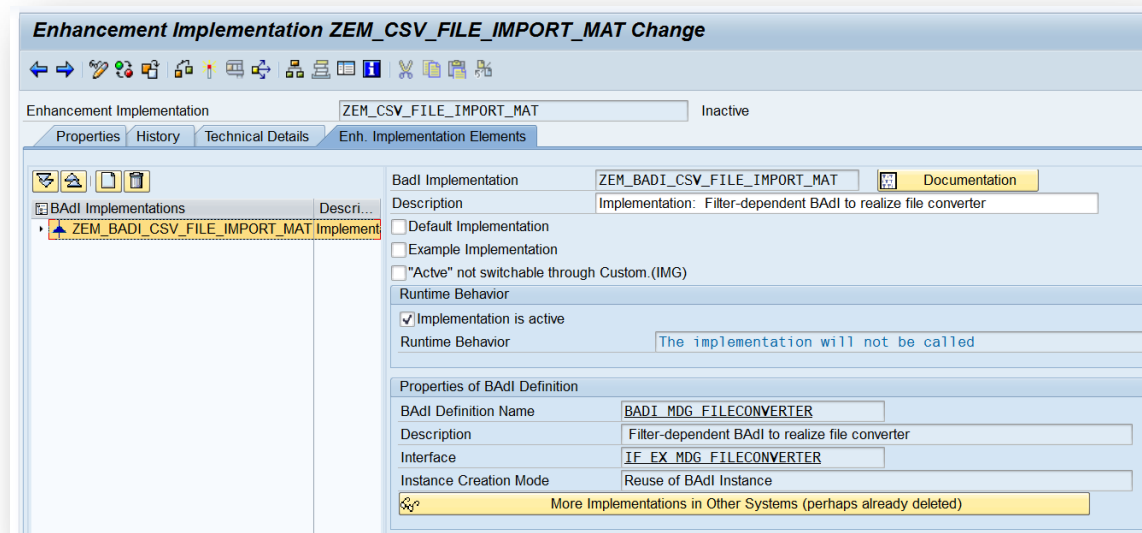 Enhancement Implementation ZEM_CSV_FILE_IMPORT_MAT Change
Enhancement Implementation ZEM_CSV_FILE_IMPORT_MAT Inactive
Properties History Technical Details Enh. Implementation Elements
BAdI Implementations Descri...
ZEM_BADI_CSV_FILE_IMPORT_MAT Implement
BadI Implementation ZEM_BADI_CSV_FILE_IMPORT_MAT Documentation
Description Implementation: Filter-dependent BAdI to realize file converter
Default Implementation
Example Implementation
"Actve" not switchable through Custom.(IMG)
Runtime Behavior
Implementation is active
Runtime Behavior The implementation will not be called
Properties of BAdI Definition
BAdI Definition Name BADI_MDG_FILECONVERTER
Description Filter-dependent BAdI to realize file converter
Interface IF_EX_MDG_FILECONVERTER
Instance Creation Mode Reuse of BAdI Instance
More Implementations in Other Systems (perhaps already deleted)